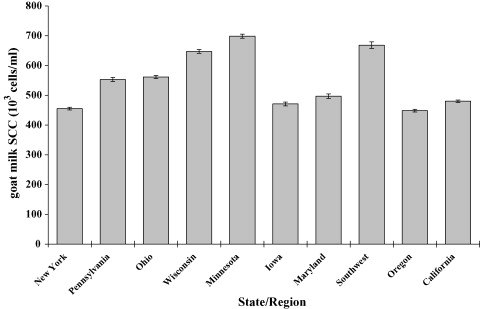 800
700
600
500
400
300
200
100
0
goat milk SCC (10³ cells/ml)
New York
Pennsylvania
Ohio
Wisconsin
Minnesota
Iowa
Maryland
Southwest
Oregon
California
State/Region